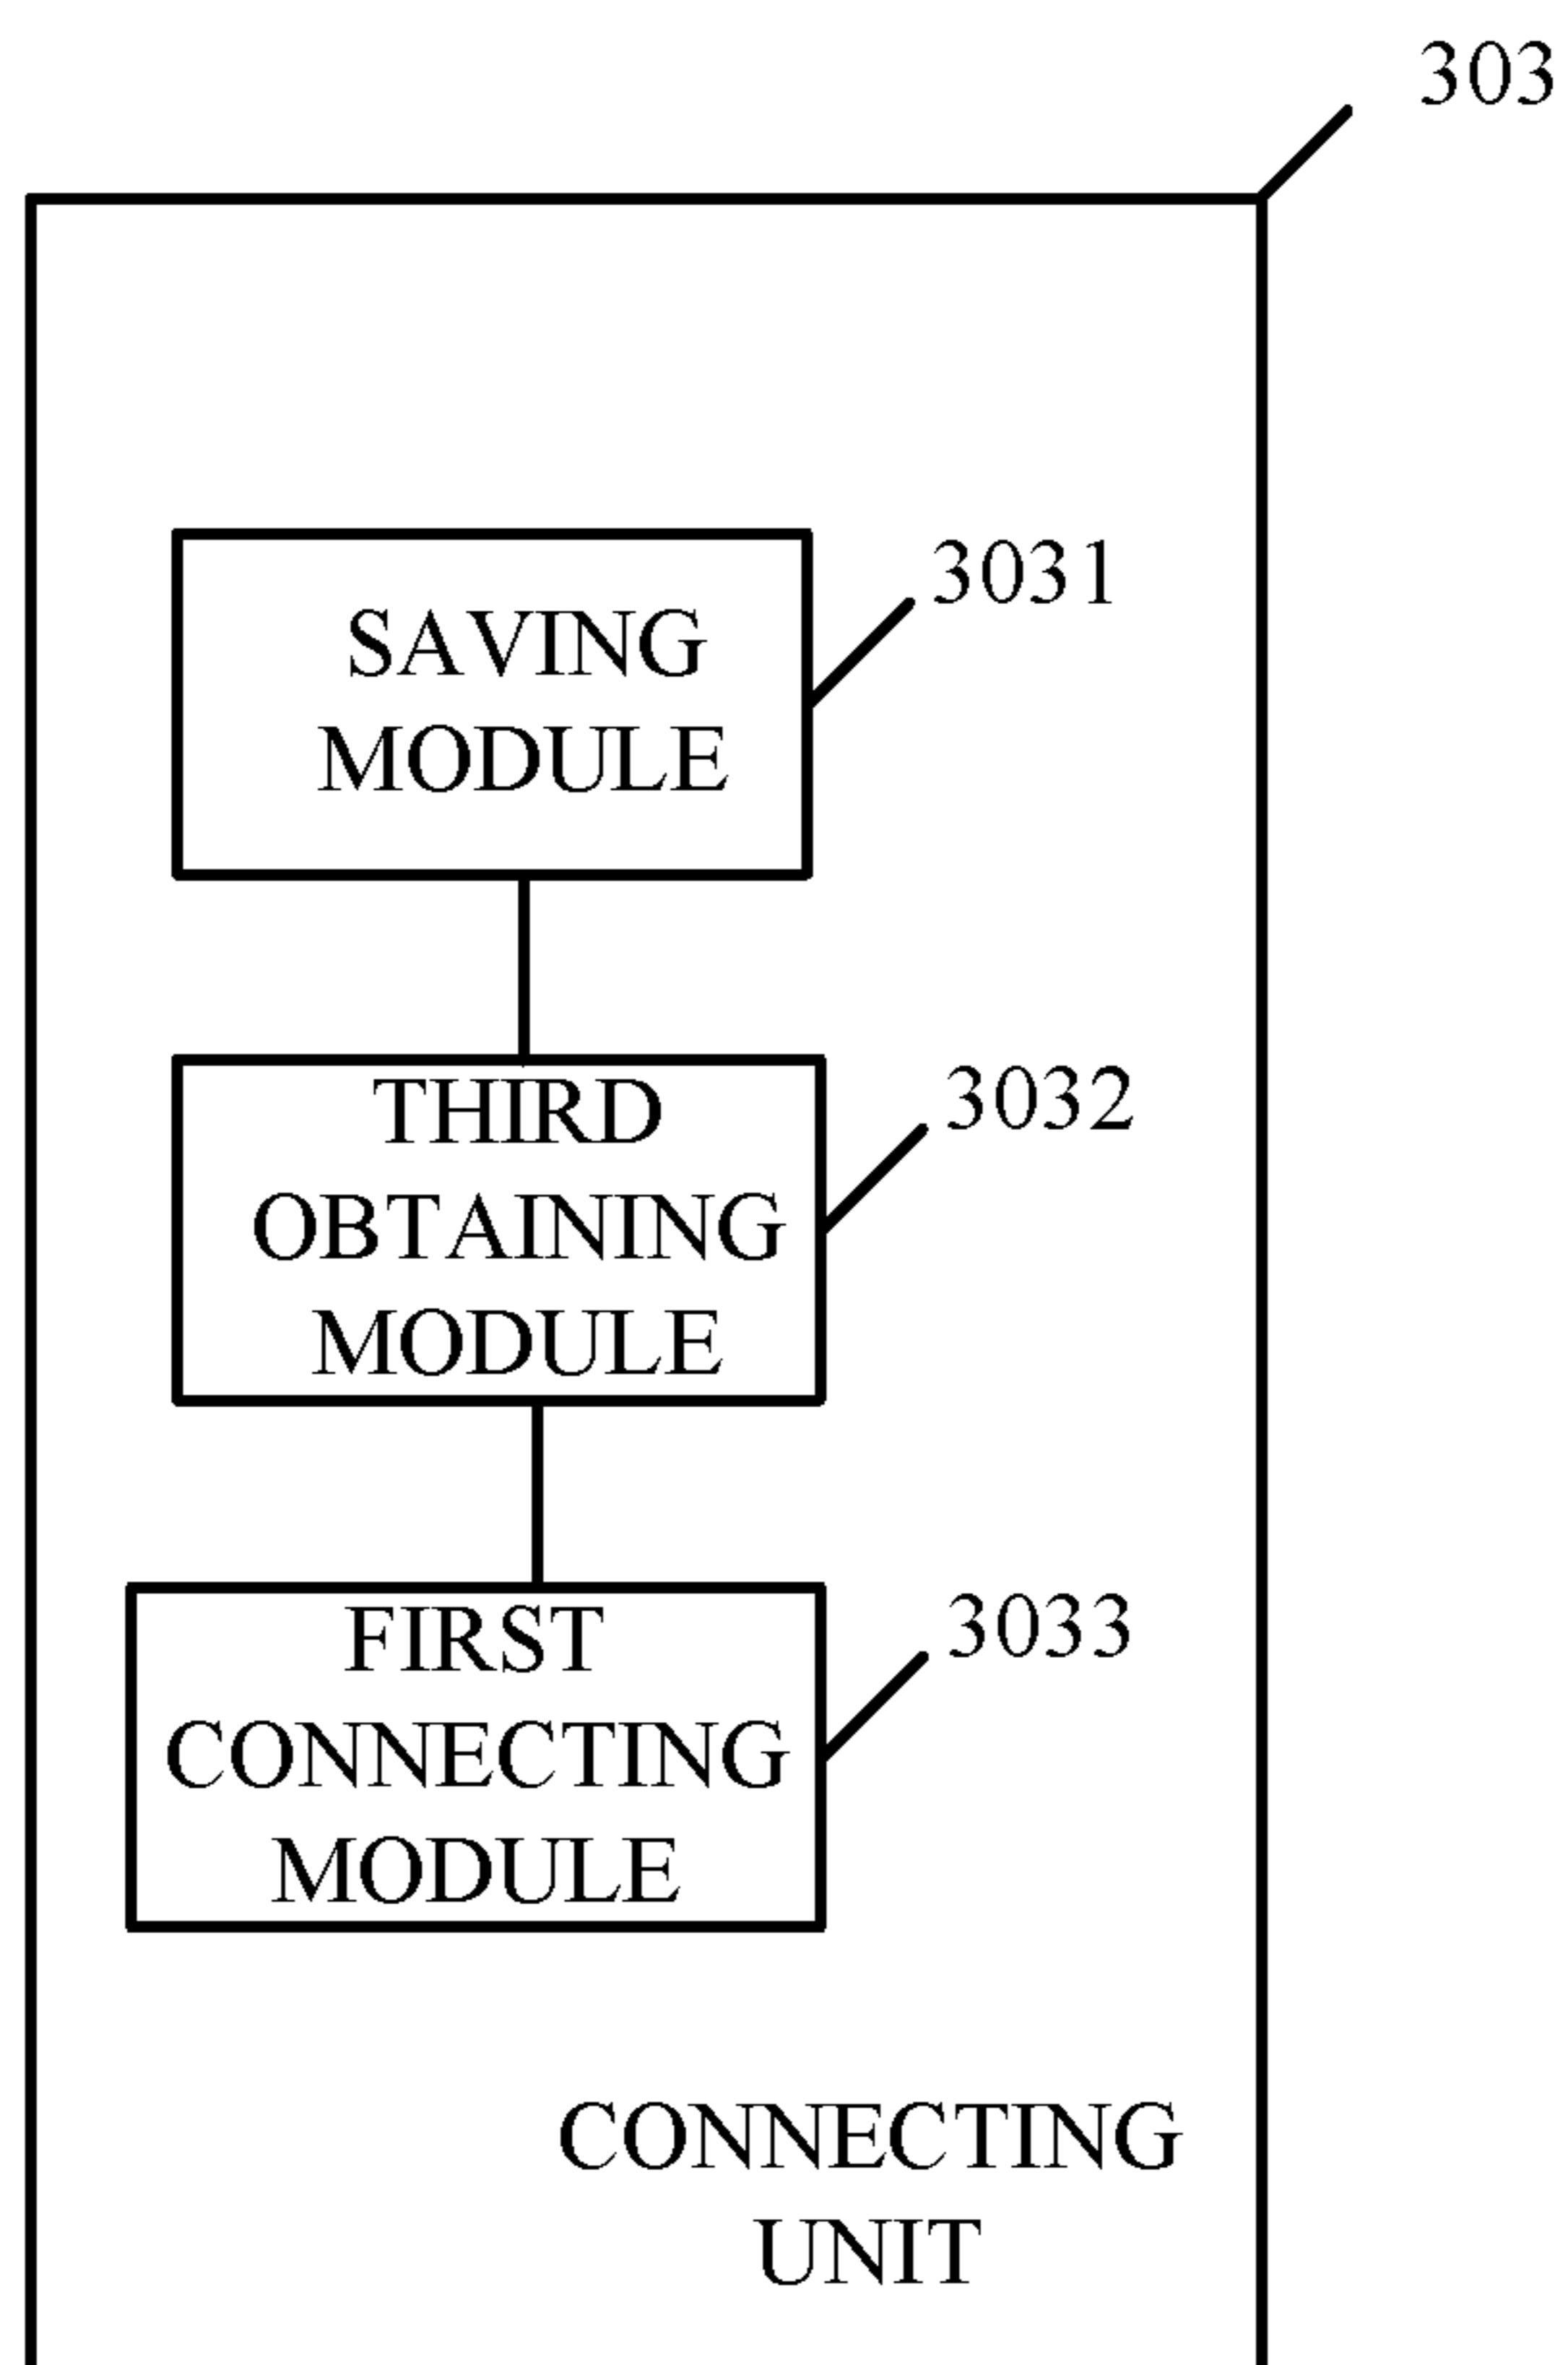 303
SAVING
MODULE
3031
THIRD
OBTAINING
MODULE
3032
FIRST
CONNECTING
MODULE
3033
CONNECTING
UNIT